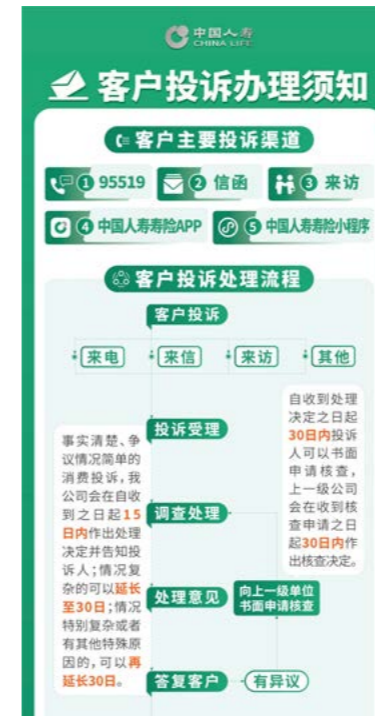 中国人寿
CHINA LIFE
客户投诉办理须知
客户主要投诉渠道
1 95519
2 信函
3 来访
4 中国人寿寿险APP
5 中国人寿寿险小程序
客户投诉处理流程
客户投诉
来电
来信
来访
其他
投诉受理
调查处理
处理意见
答复客户
有异议
向上一级单位
书面申请核查
事实清楚、争
议情况简单的
消费投诉，我
公司会在自收
到之日起15
日内作出处理
决定并告知投
诉人；情况复
杂的可以延长
至30日；情况
特别复杂或者
有其他特殊原
因的，可以再
延长30日。
自收到处理
决定之日起
30日内投诉
人可以书面
申请核查，
上一级公司
会在收到核
查申请之日
起30日内作
出核查决定。